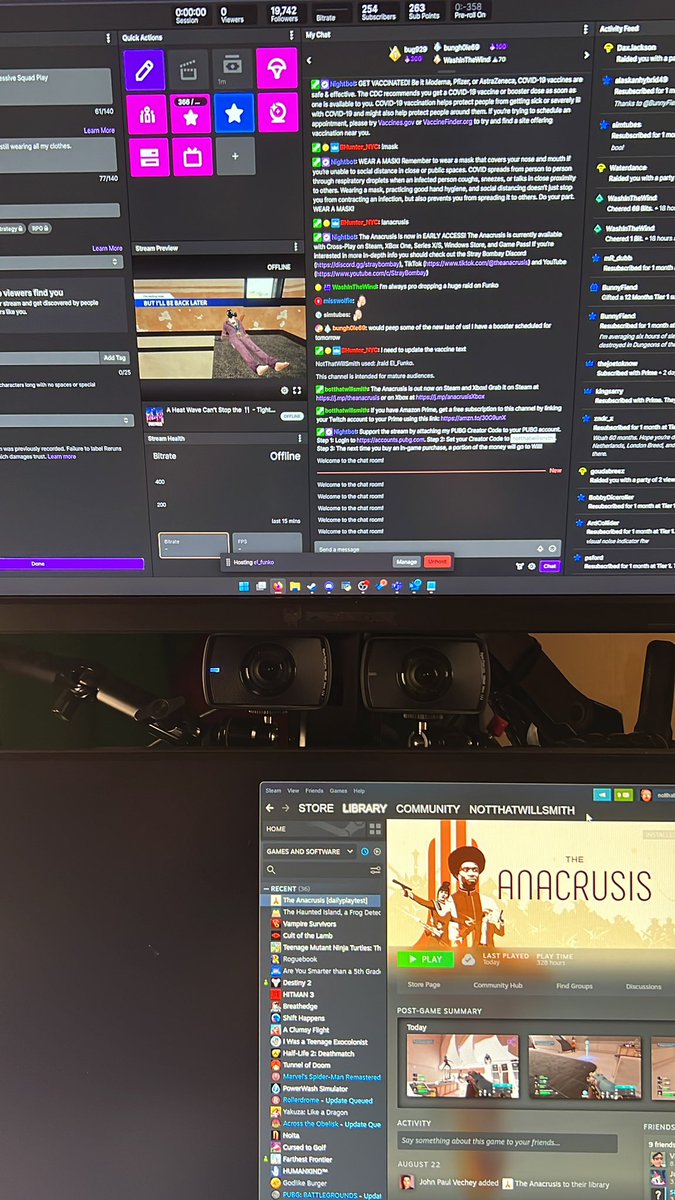 0:00:00
Session
0
Viewers
19,742
Followers
Bitrate
254
Subscribers
263
Sub Points
0:-358
Pre-roll On
essive Squad Play
61/140
Learn More
still wearing all my clothes.
77/140
rategy
RPG
Learn More
o viewers find you
r stream and get discovered by people
rs like you.
0/25
Add Tag
characters long with no spaces or special
was previously recorded. Failure to label Reruns
Learn more
Done
Quick Actions
1m
366 / ...
Stream Preview
OFFLINE
BUT I'LL BE BACK LATER
A Heat Wave Can't Stop the
- Tight...
OFFLINE
Stream Health
Bitrate
Offline
400
200
last 15 mins
Bitrate
-
FPS
-
My Chat
bug929
300
bungh0le69
100
WashInTheWind
70
Nightbot: GET VACCINATED! Be it Moderna, Pfizer, or AstraZeneca, COVID-19 vaccines are
safe & effective. The CDC recommends you get a COVID-19 vaccine or booster dose as soon as
one is available to you. COVID-19 vaccination helps protect people from getting sick or severely ill
with COVID-19 and might also help protect people around them. If you're trying to schedule an
appointment, please try Vaccines.gov or VaccineFinder.org to try and find a site offering
vaccination near you.
BHunter_NYC: !mask
Nightbot: WEAR A MASK! Remember to wear a mask that covers your nose and mouth if
you're unable to social distance in close or public spaces. COVID spreads from person to person
through respiratory droplets when an infected person coughs, sneezes, or talks in close proximity
to others. Wearing a mask, practicing good hand hygiene, and social distancing doesn't just stop
you from contracting an infection, but also prevents you from spreading it to others. Do your part.
WEAR A MASK!
BHunter_NYC: !anacrusis
Nightbot: The Anacrusis is now in EARLY ACCESS! The Anacrusis is currently available
with Cross-Play on Steam, XBox One, Series X/S, Windows Store, and Game Pass! If you're
interested in more in-depth info you should check out the Stray Bombay Discord
(https://discord.gg/straybombay), TikTok (https://www.tiktok.com/@theanacrusis) and YouTube
(https://www.youtube.com/c/StrayBombay)
WashInTheWind: I'm always pro dropping a huge raid on Funko
misswolfie:
simtubes:
bungh0le69: would peep some of the new last of us! I have a booster scheduled for
tomorrow
BHunter_NYC: I need to update the vaccine text
NotThatWillSmith used: /raid El_Funko.
This channel is intended for mature audiences.
botthatwillsmith: The Anacrusis is out now on Steam and Xbox! Grab it on Steam at
https://j.mp/theanacrusis or on Xbox at https://j.mp/anacrusisXbox
botthatwillsmith: If you have Amazon Prime, get a free subscription to this channel by linking
your Twitch account to your Prime using this link: https://amzn.to/30G9unX
Nightbot: Support the stream by attaching my PUBG Creator Code to your PUBG account.
Step 1: Login to https://accounts.pubg.com. Step 2: Set your Creator Code to Notthatwillsmith.
Step 3: The next time you buy an in-game purchase, a portion of the money will go to Will!
Welcome to the chat room!
New
Welcome to the chat room!
Welcome to the chat room!
Welcome to the chat room!
Welcome to the chat room!
Welcome to the chat room!
Send a message
Chat
Hosting el_funko
Manage
Unhost
Activity Feed
DaxJackson
Raided you with a pa
alaskanhybrid49
Resubscribed for 1 mor
Thanks to @BunnyFien
simtubes
Resubscribed for 1 mont
boo!
Waterdance
Raided you with a party
WashInTheWind
Cheered 69 Bits. • 18 hour
WashInTheWind
Cheered 1 Bit. • 18 hours a
mR_dubb
Resubscribed for 1 month a
BunnyFiend
Gifted a 12 Months Tier 1 su
BunnyFiend
Resubscribed for 1 month at
I'm averaging six hours of sle
switched to Dungeons of the
thejoetoknow
Subscribed with Prime. • 2 day
kingsarry
Resubscribed with Prime. They
zndr_x
Resubscribed for 1 month at T
Woah 60 months. Hope you're d
Netherlands, London Breed, and
there.
goudabreez
Raided you with a party of 2 view
BobbyDiceroller
Resubscribed for 1 month at Tier
ArdCollider
Resubscribed for 1 month at Tier
visual noise indicator ftw
psford
Resubscribed for 1 month at Tier 1.
Steam View Friends Games Help
9
notthat
STORE LIBRARY COMMUNITY NOTTHATWILLSMITH
HOME
GAMES AND SOFTWARE
RECENT (36)
The Anacrusis [dailyplaytest]
The Haunted Island, a Frog Detec
Vampire Survivors
Cult of the Lamb
Teenage Mutant Ninja Turtles: Th
Roguebook
Are You Smarter than a 5th Grade
Destiny 2
HITMAN 3
Breathedge
Shift Happens
A Clumsy Flight
I Was a Teenage Exocolonist
Half-Life 2: Deathmatch
Tunnel of Doom
Marvel's Spider-Man Remastered
PowerWash Simulator
Rollerdrome - Update Queued
Yakuza: Like a Dragon
Across the Obelisk - Update Que
Noita
Cursed to Golf
Farthest Frontier
HUMANKIND™
Godlike Burger
PUBG: BATTLEGROUNDS - Updat
INSTALLE
THE
ANACRUSIS
PLAY
LAST PLAYED
Today
PLAY TIME
328 hours
Store Page
Community Hub
Find Groups
Discussions
POST-GAME SUMMARY
Today
ACTIVITY
Say something about this game to your friends...
AUGUST 22
John Paul Vechey added The Anacrusis to their library
FRIENDS
9 friends